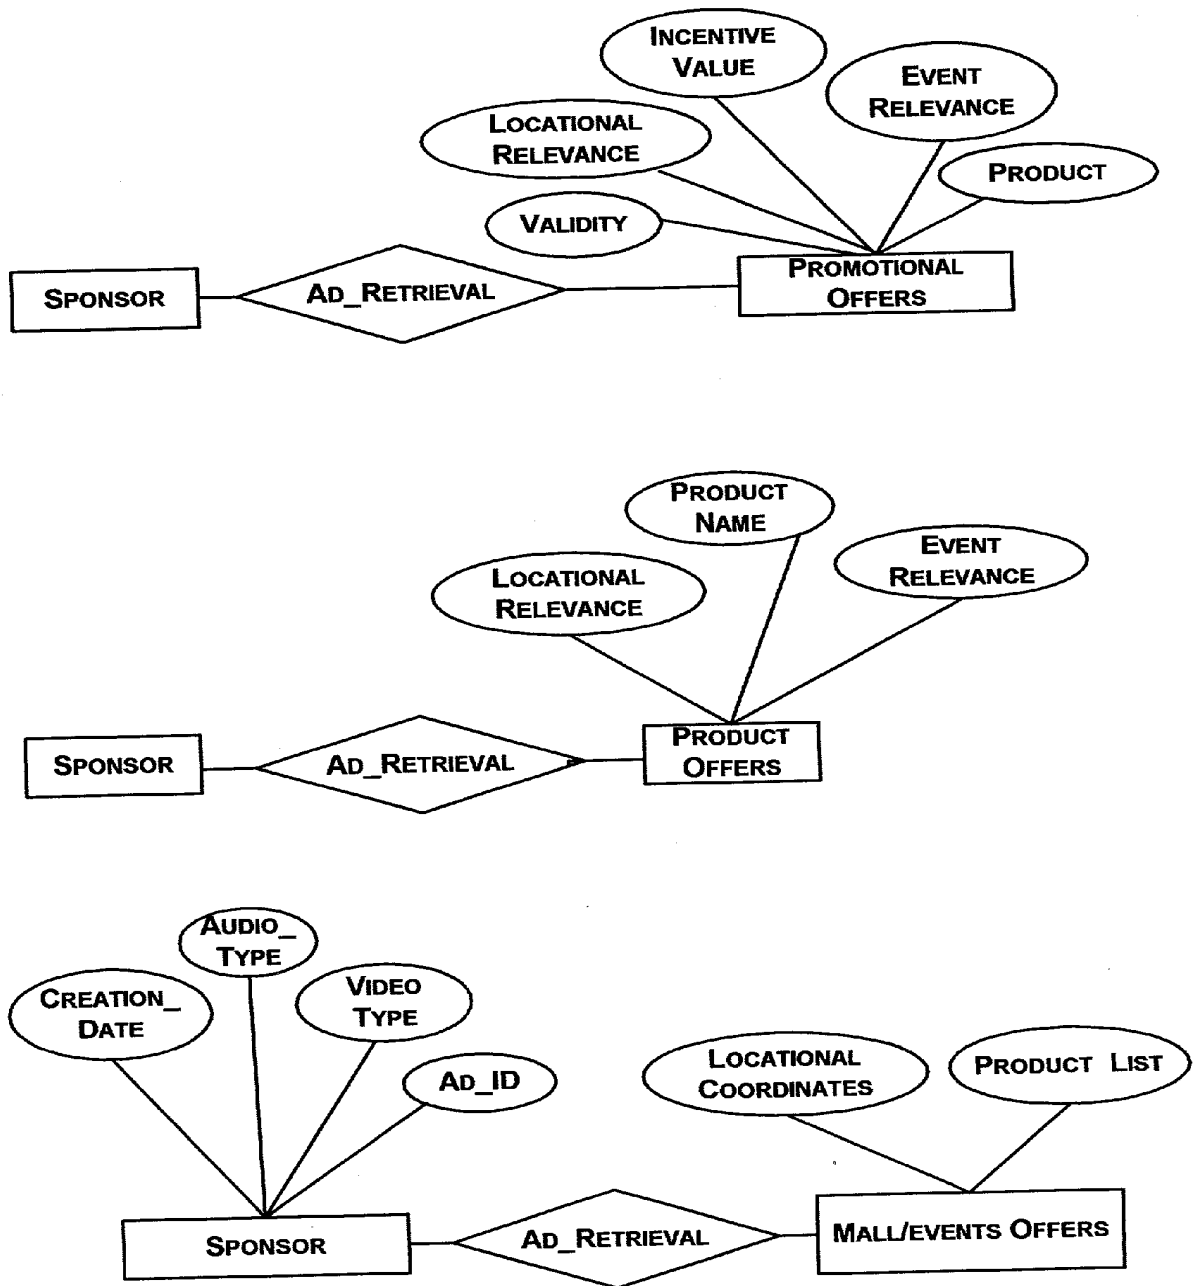 INCENTIVE
VALUE
EVENT
RELEVANCE
LOCATIONAL
RELEVANCE
PRODUCT
VALIDITY
SPONSOR
AD_RETRIEVAL
PROMOTIONAL
OFFERS
PRODUCT
NAME
EVENT
RELEVANCE
LOCATIONAL
RELEVANCE
SPONSOR
AD_RETRIEVAL
PRODUCT
OFFERS
AUDIO_
TYPE
CREATION_
DATE
VIDEO
TYPE
AD_ID
LOCATIONAL
COORDINATES
PRODUCT LIST
SPONSOR
AD_RETRIEVAL
MALL/EVENTS OFFERS